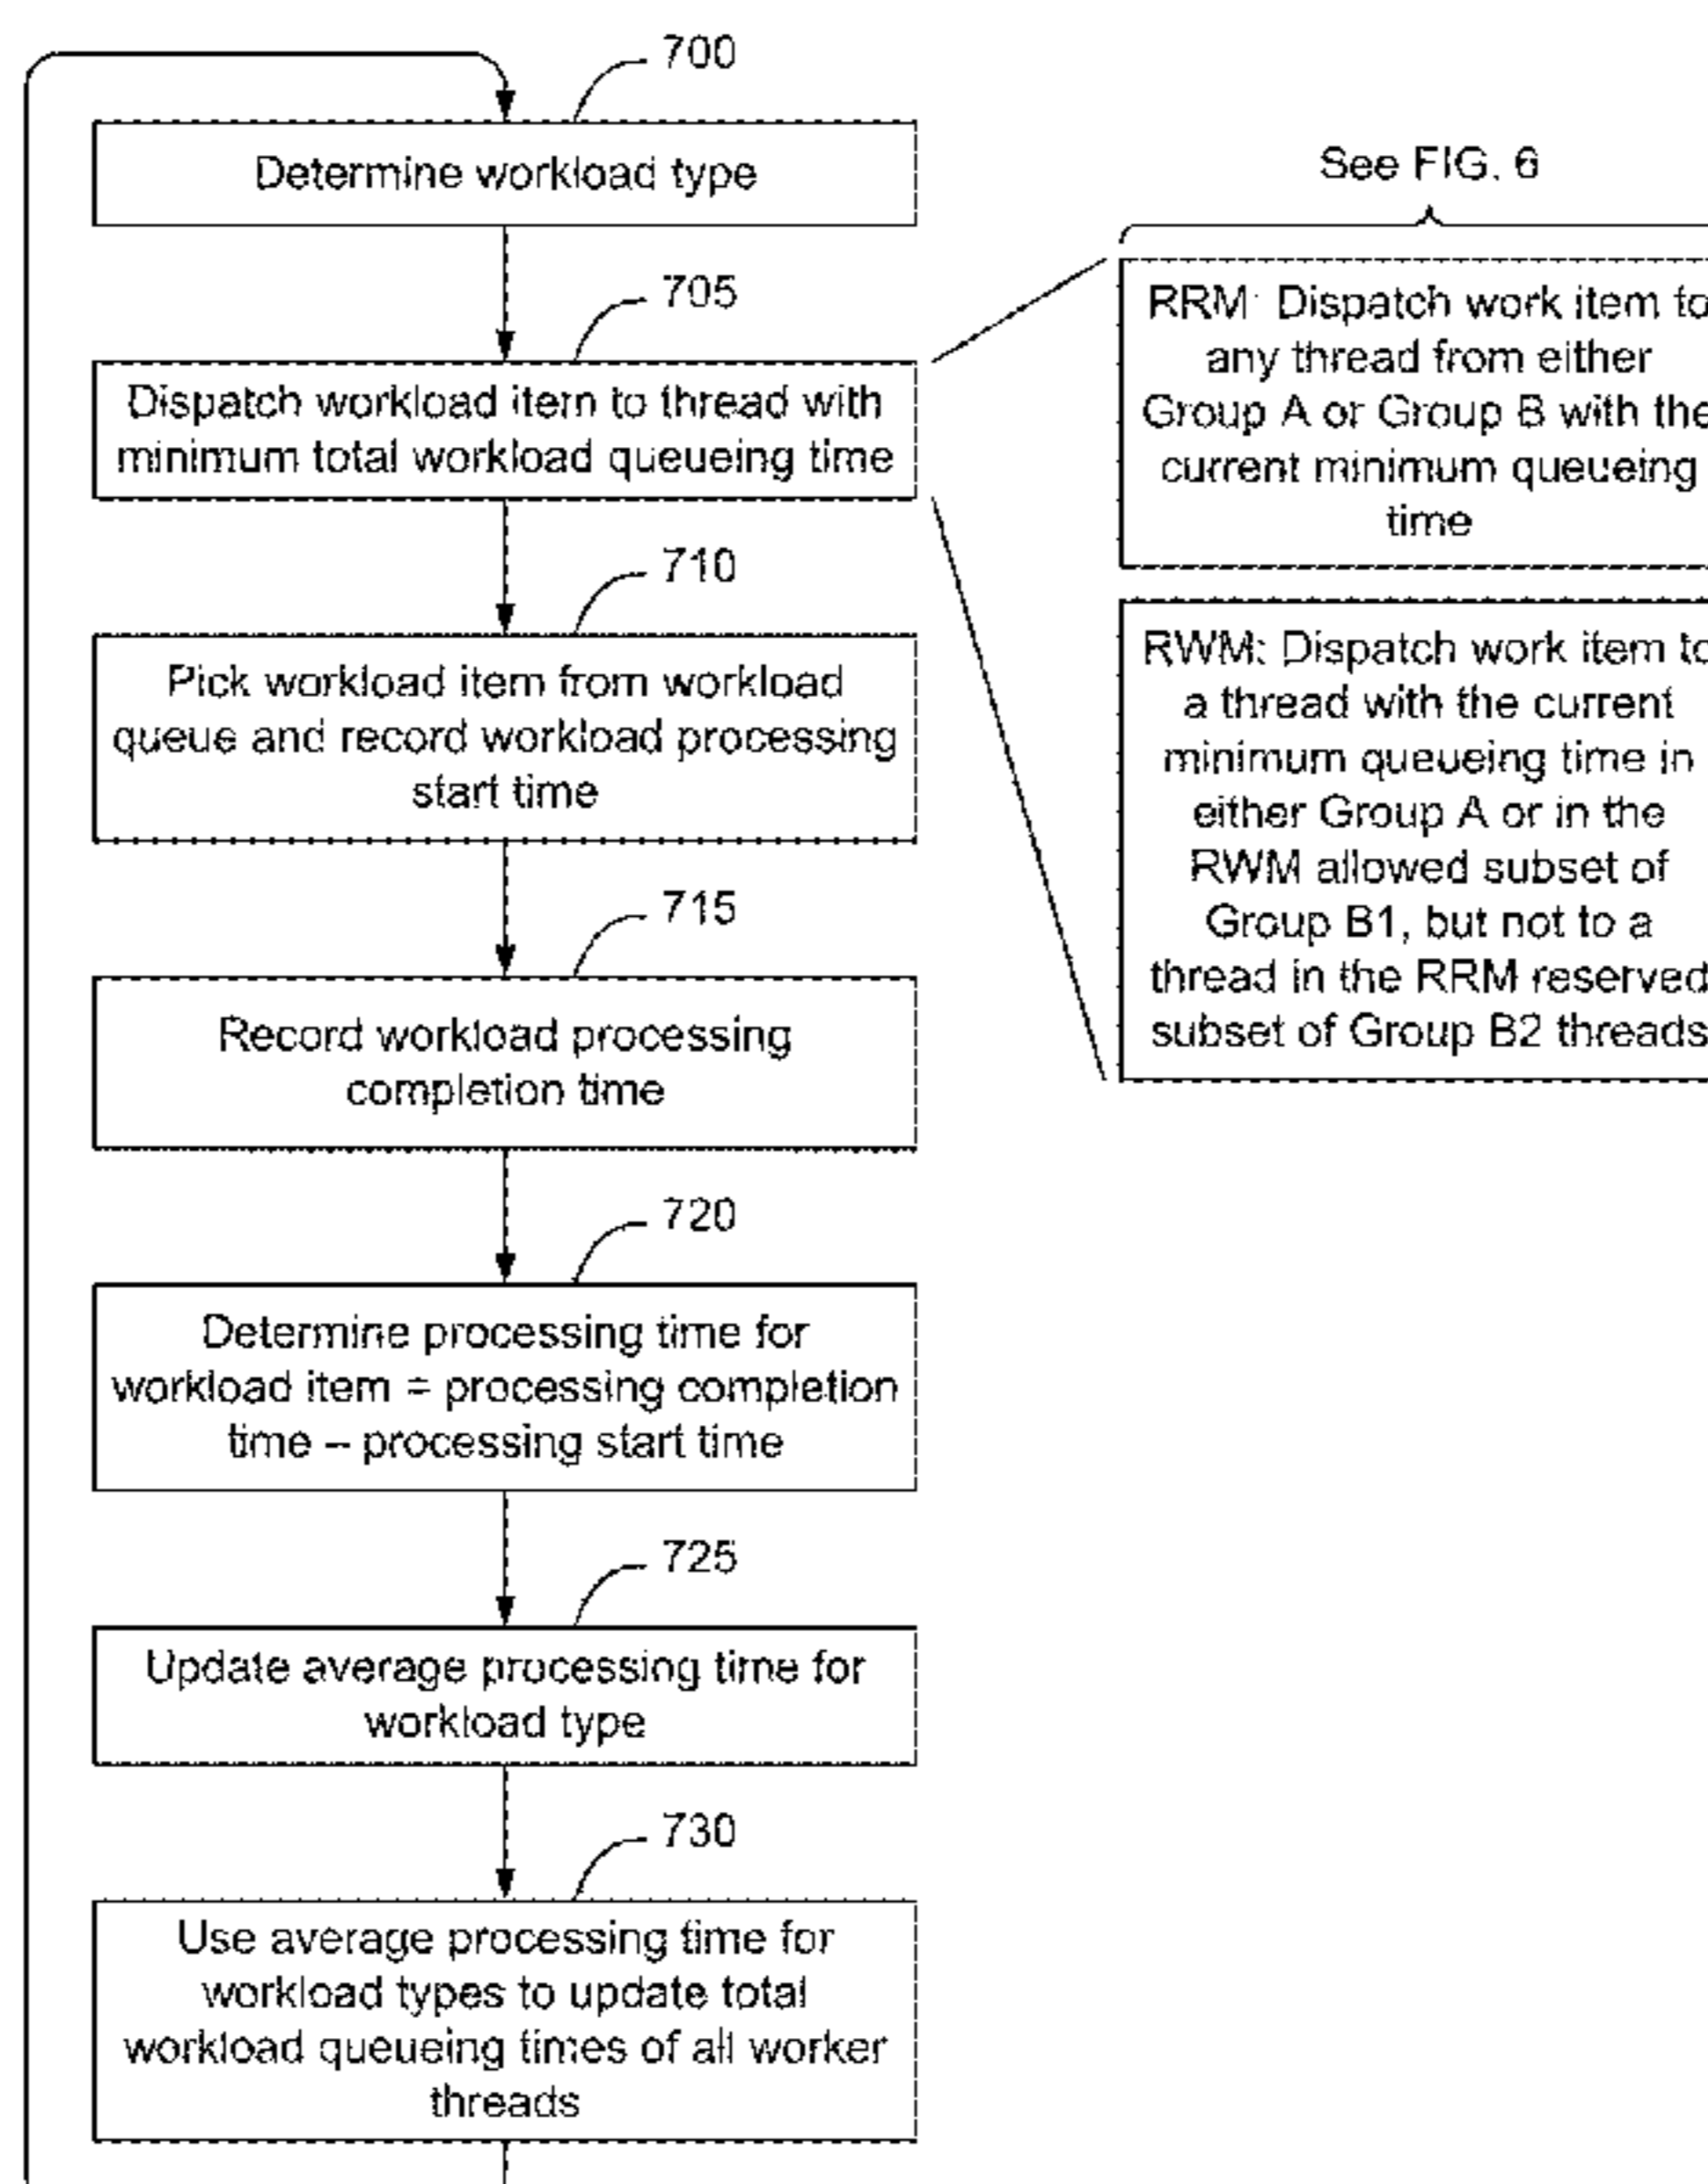 700
Determine workload type
705
Dispatch workload item to thread with
minimum total workload queueing time
710
Pick workload item from workload
queue and record workload processing
start time
715
Record workload processing
completion time
720
Determine processing time for
workload item = processing completion
time – processing start time
725
Update average processing time for
workload type
730
Use average processing time for
workload types to update total
workload queueing times of all worker
threads
See FIG. 6
RRM: Dispatch work item to
any thread from either
Group A or Group B with the
current minimum queueing
time
RWM: Dispatch work item to
a thread with the current
minimum queueing time in
either Group A or in the
RWM allowed subset of
Group B1, but not to a
thread in the RRM reserved
subset of Group B2 threads